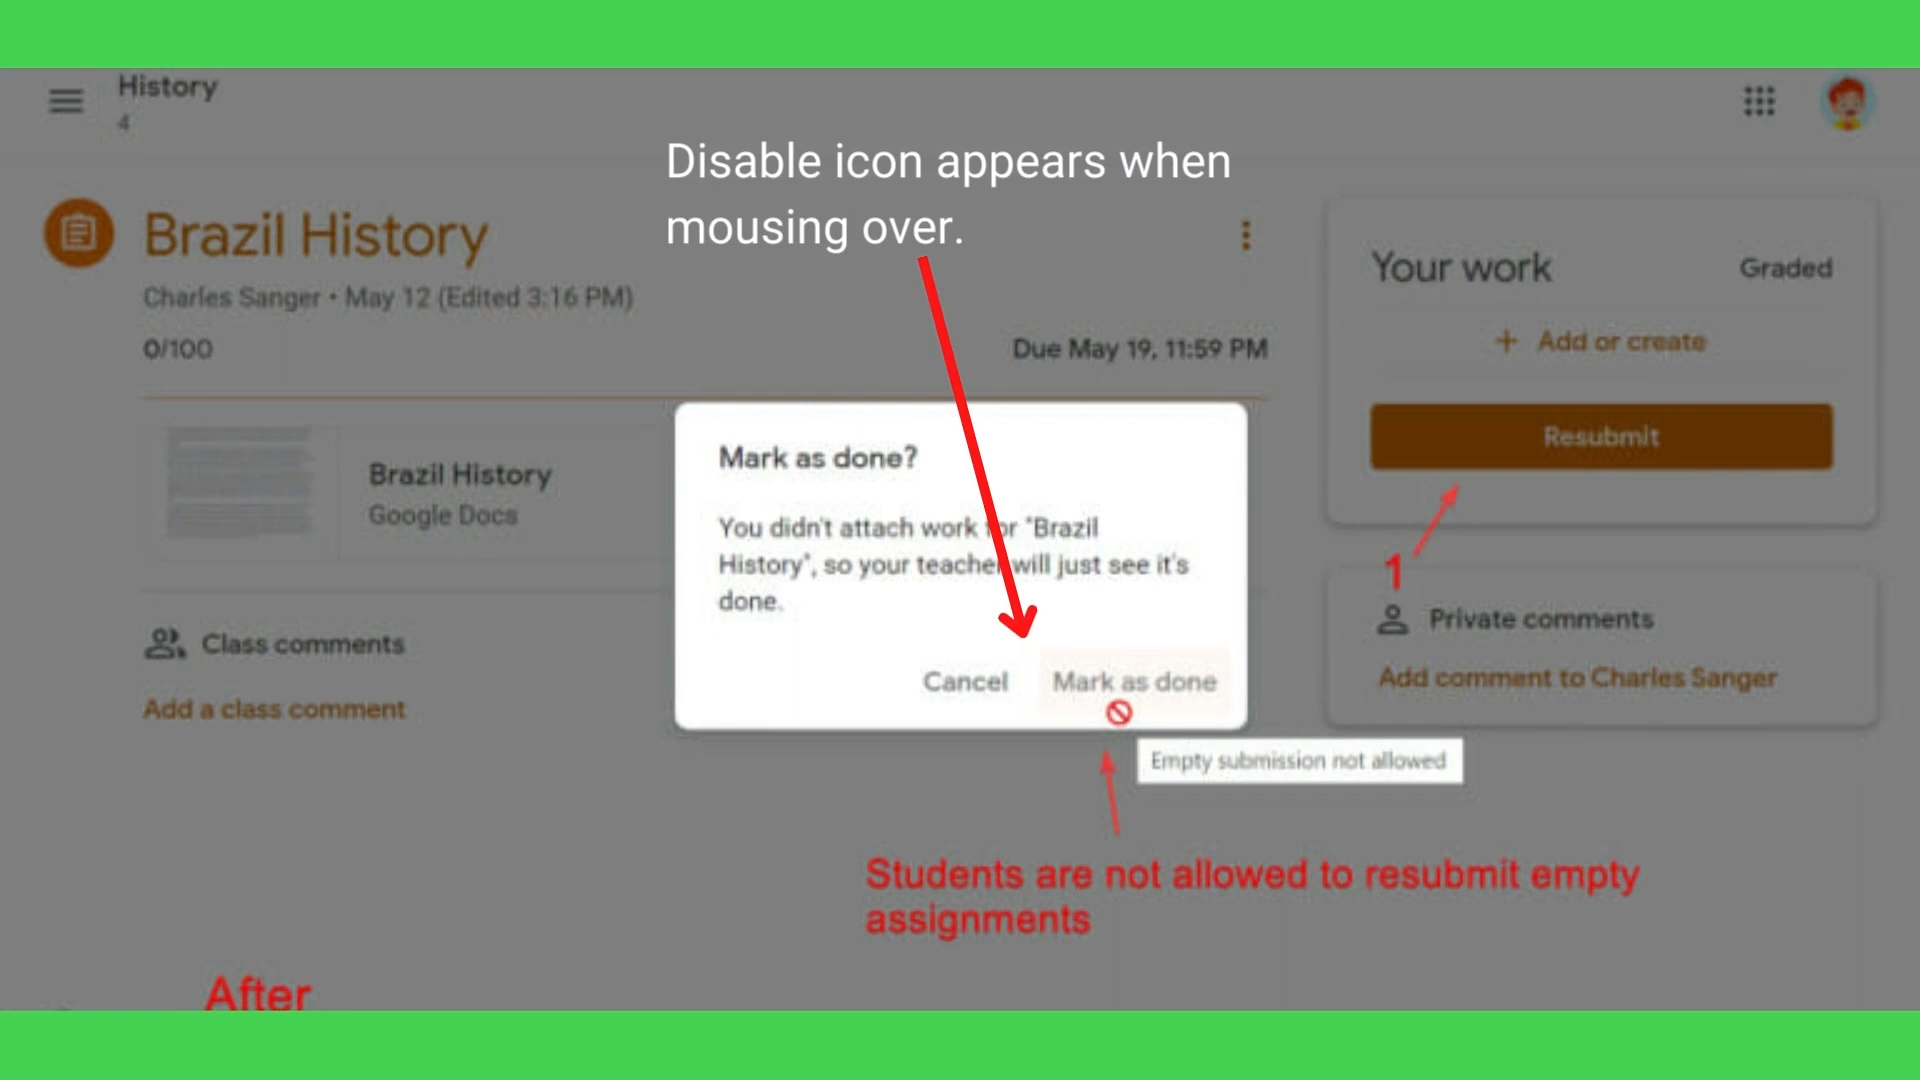 History
4
Disable icon appears when
mousing over.
Brazil History
Charles Sanger • May 12 (Edited 3:16 PM)
0/100
Due May 19, 11:59 PM
Your work
Graded
+ Add or create
Resubmit
1
Brazil History
Google Docs
Mark as done?
You didn't attach work for "Brazil
History", so your teacher will just see it's
done.
Cancel
Mark as done
Empty submission not allowed
Class comments
Add a class comment
Private comments
Add comment to Charles Sanger
Students are not allowed to resubmit empty
assignments
After